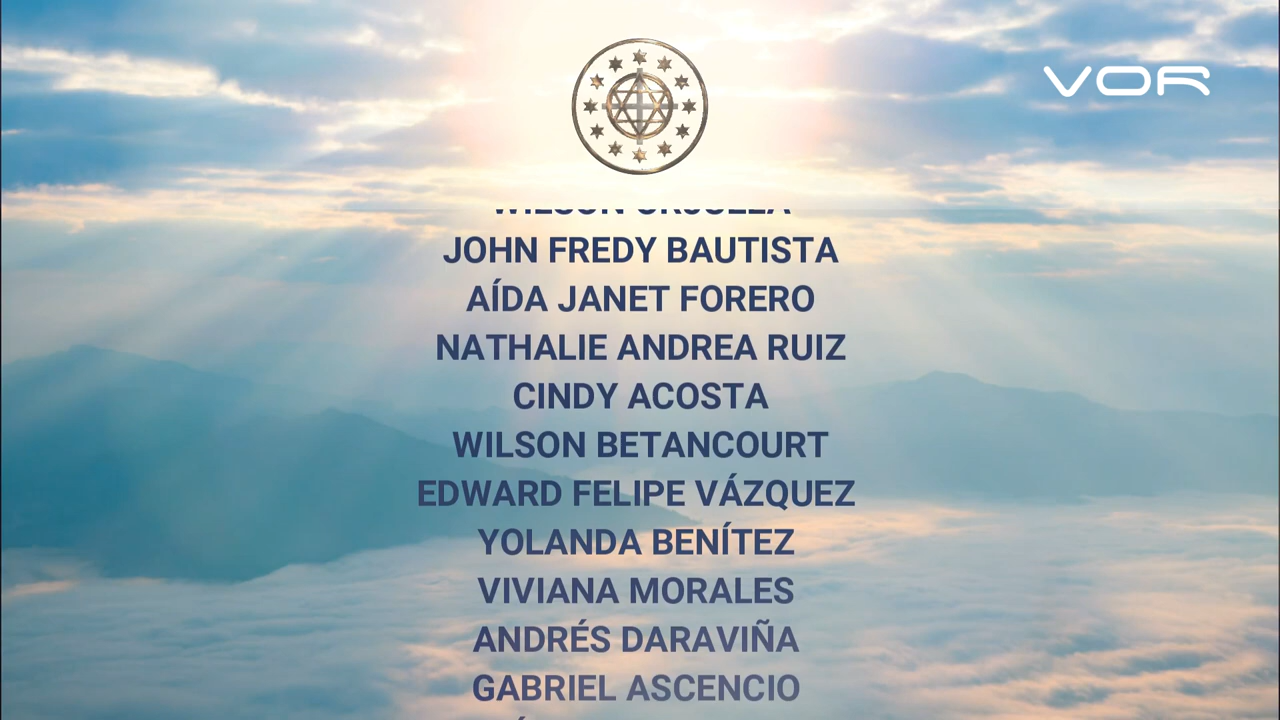 VOR
WILSON
JOHN FREDY BAUTISTA
AÍDA JANET FORERO
NATHALIE ANDREA RUIZ
CINDY ACOSTA
WILSON BETANCOURT
EDWARD FELIPE VÁZQUEZ
YOLANDA BENÍTEZ
VIVIANA MORALES
ANDRÉS DARAVIÑA
GABRIEL ASCENCIO